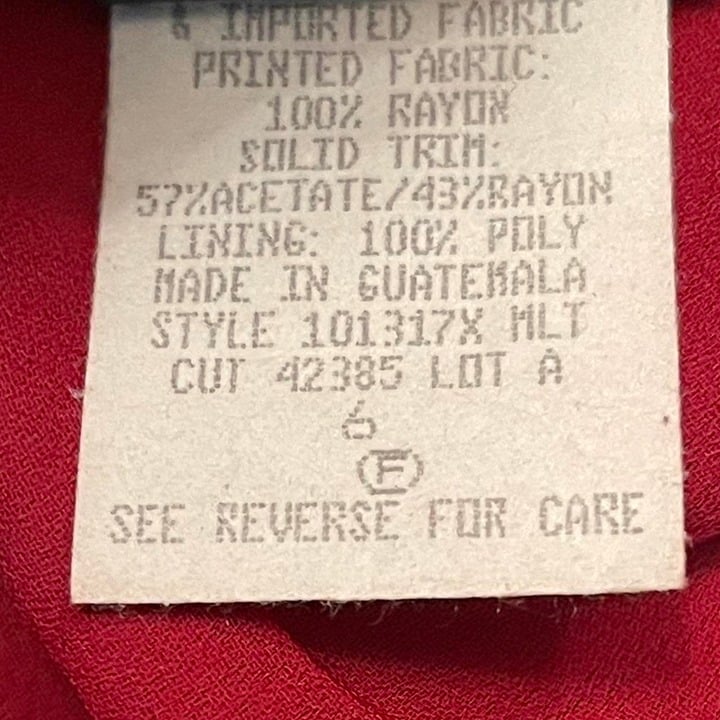 & IMPORTED FABRIC
PRINTED FABRIC:
100% RAYON
SOLID TRIM:
57%ACETATE/43%RAYON
LINING: 100% POLY
MADE IN GUATEMALA
STYLE 101317X MLT
CUT 42385 LOT A
6
F
SEE REVERSE FOR CARE